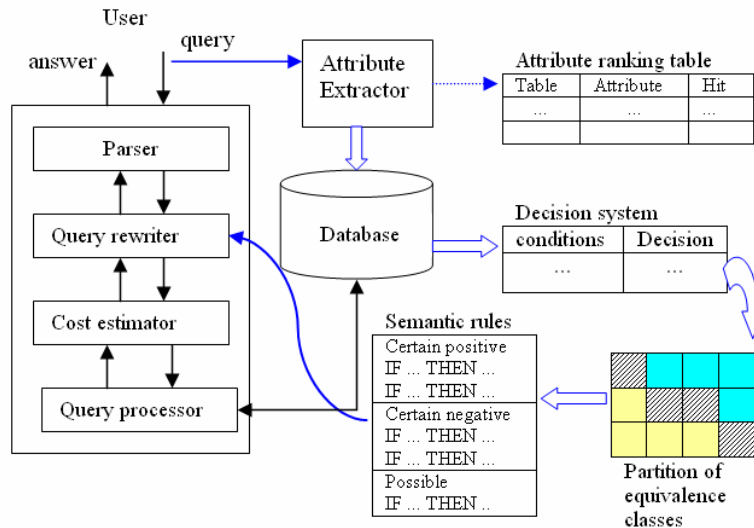 User
query
answer
Attribute
Extractor
Attribute ranking table
Table Attribute Hit
... ... ...
Parser
Query rewriter
Cost estimator
Query processor
Database
Decision system
conditions Decision
... ...
Semantic rules
Certain positive
IF ... THEN ...
IF ... THEN ...
Certain negative
IF ... THEN ...
IF ... THEN ...
Possible
IF ... THEN ..
Partition of
equivalence
classes